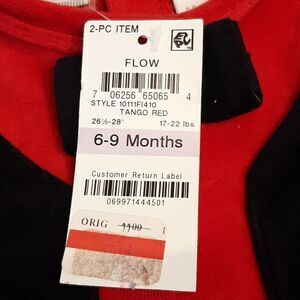 2-PC ITEM
FLOW
7 06256 65065 4
STYLE 10111FI410
TANGO RED
26½-28" 17-22 lbs.
6-9 Months
Customer Return Label
069971444501
ORIG